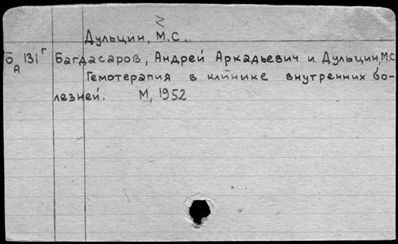 Дульцин, М.С.
Б 131 г Багдасаров, Андрей Аркадьевич и Дульцин, М.С.
А Гемотерапия в клинике внутренних бо-
лезней. М, 1952